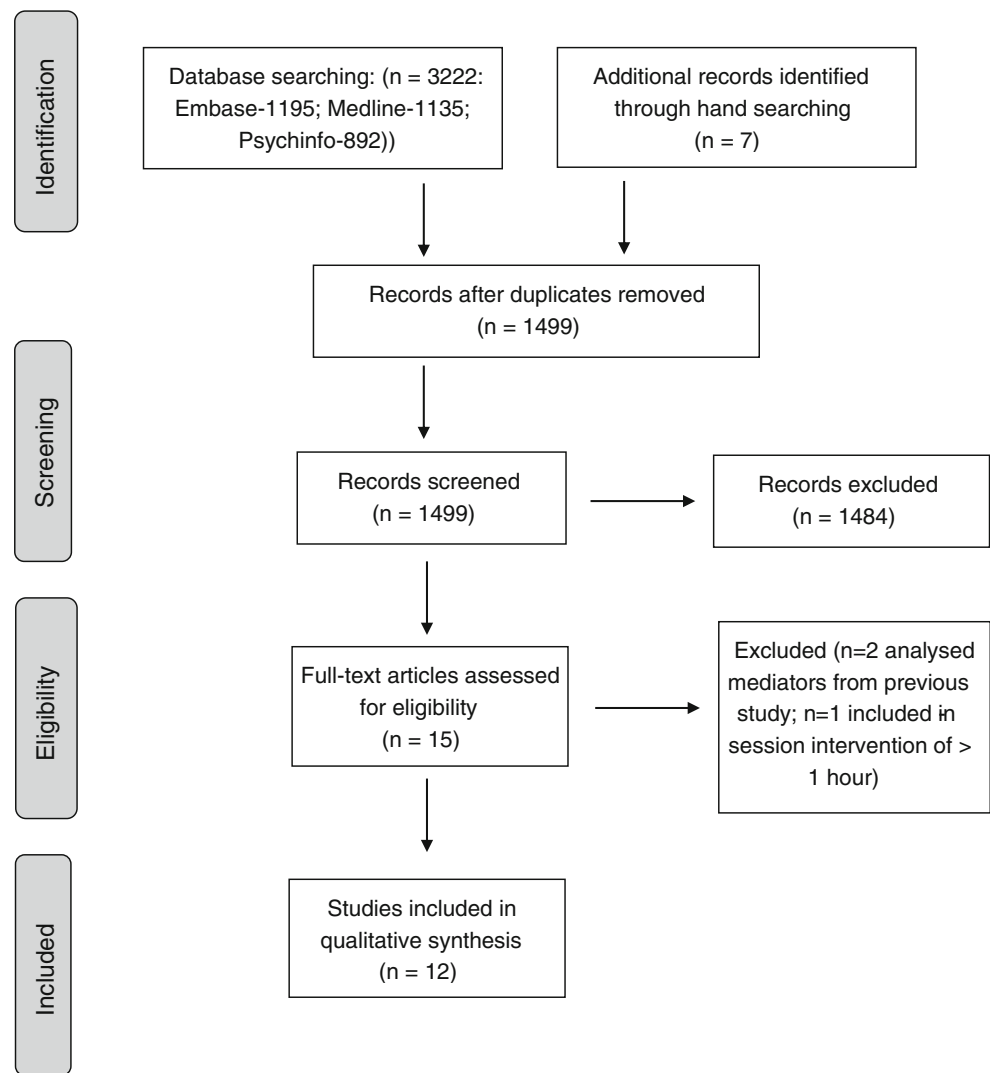 Identification
Database searching: (n = 3222:
Embase-1195; Medline-1135;
Psychinfo-892))
Additional records identified
through hand searching
(n = 7)
Records after duplicates removed
(n = 1499)
Screening
Records screened
(n = 1499)
Records excluded
(n = 1484)
Eligibility
Full-text articles assessed
for eligibility
(n = 15)
Excluded (n=2 analysed
mediators from previous
study; n=1 included in
session intervention of >
1 hour)
Included
Studies included in
qualitative synthesis
(n = 12)